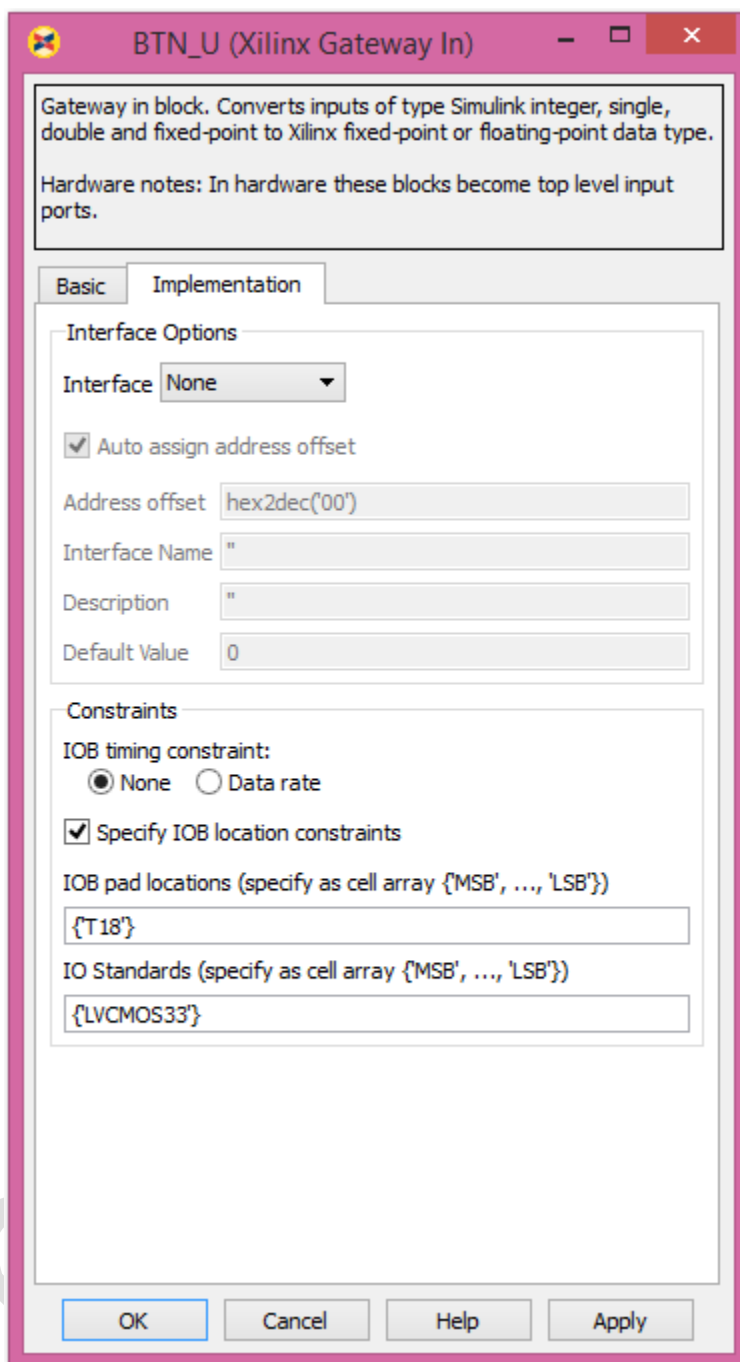 BTN_U (Xilinx Gateway In)
Gateway in block. Converts inputs of type Simulink integer, single,
double and fixed-point to Xilinx fixed-point or floating-point data type.
Hardware notes: In hardware these blocks become top level input
ports.
Basic Implementation
Interface Options
Interface None
Auto assign address offset
Address offset hex2dec('00')
Interface Name ''
Description ''
Default Value 0
Constraints
IOB timing constraint:
None Data rate
Specify IOB location constraints
IOB pad locations (specify as cell array {'MSB', ..., 'LSB'})
{'T18'}
IO Standards (specify as cell array {'MSB', ..., 'LSB'})
{'LVCMOS33'}
OK Cancel Help Apply